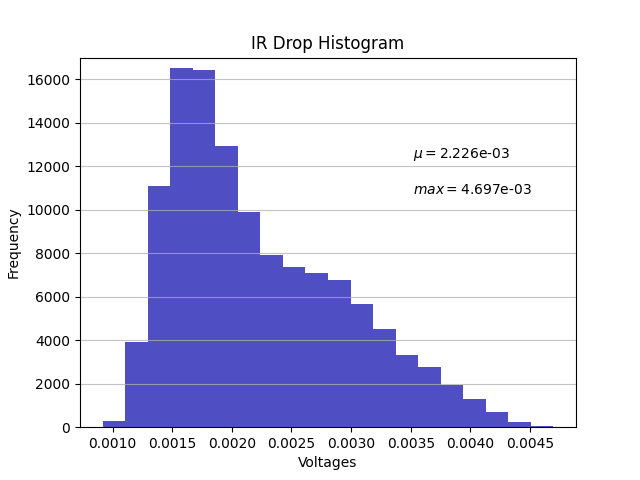 IR Drop Histogram
16000
14000
12000
10000
8000
6000
4000
2000
0
Frequency
μ = 2.226e-03
max = 4.697e-03
0.0010 0.0015 0.0020 0.0025 0.0030 0.0035 0.0040 0.0045
Voltages